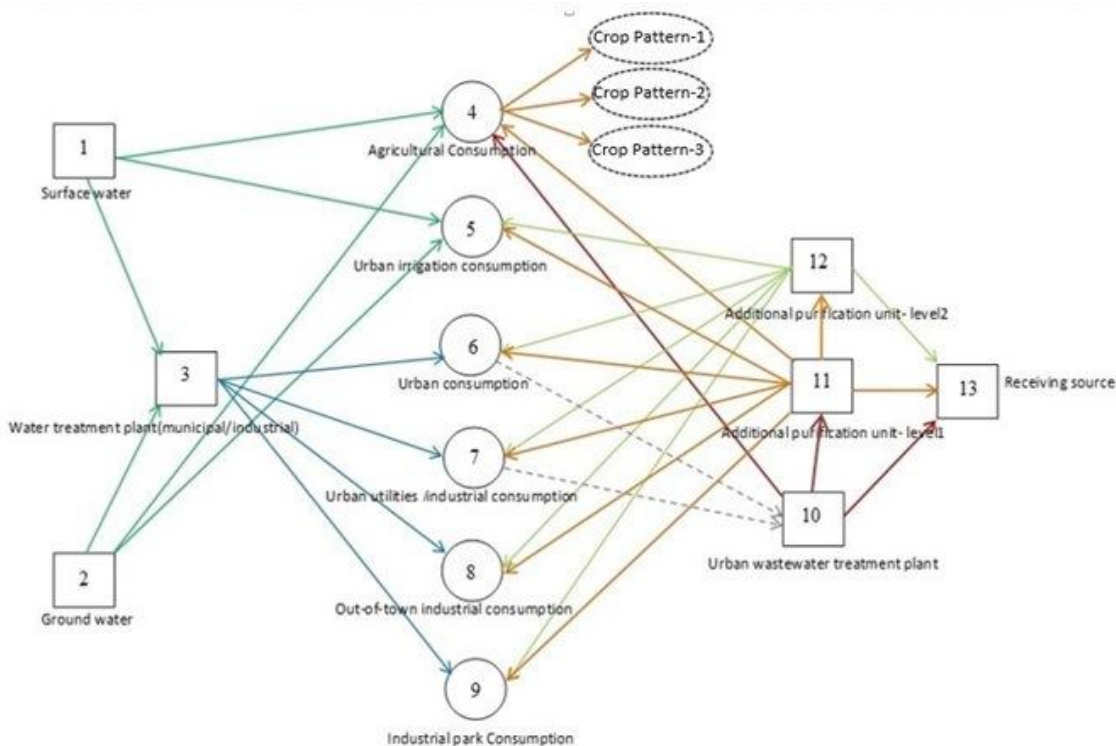 Crop Pattern-1
Crop Pattern-2
Crop Pattern-3
4
Agricultural Consumption
1
Surface water
5
Urban irrigation consumption
12
Additional purification unit- level2
6
Urban consumption
3
Water treatment plant(municipal/industrial)
11
Additional purification unit- level1
13
Receiving source
7
Urban utilities /industrial consumption
10
Urban wastewater treatment plant
8
Out-of-town industrial consumption
2
Ground water
9
Industrial park Consumption